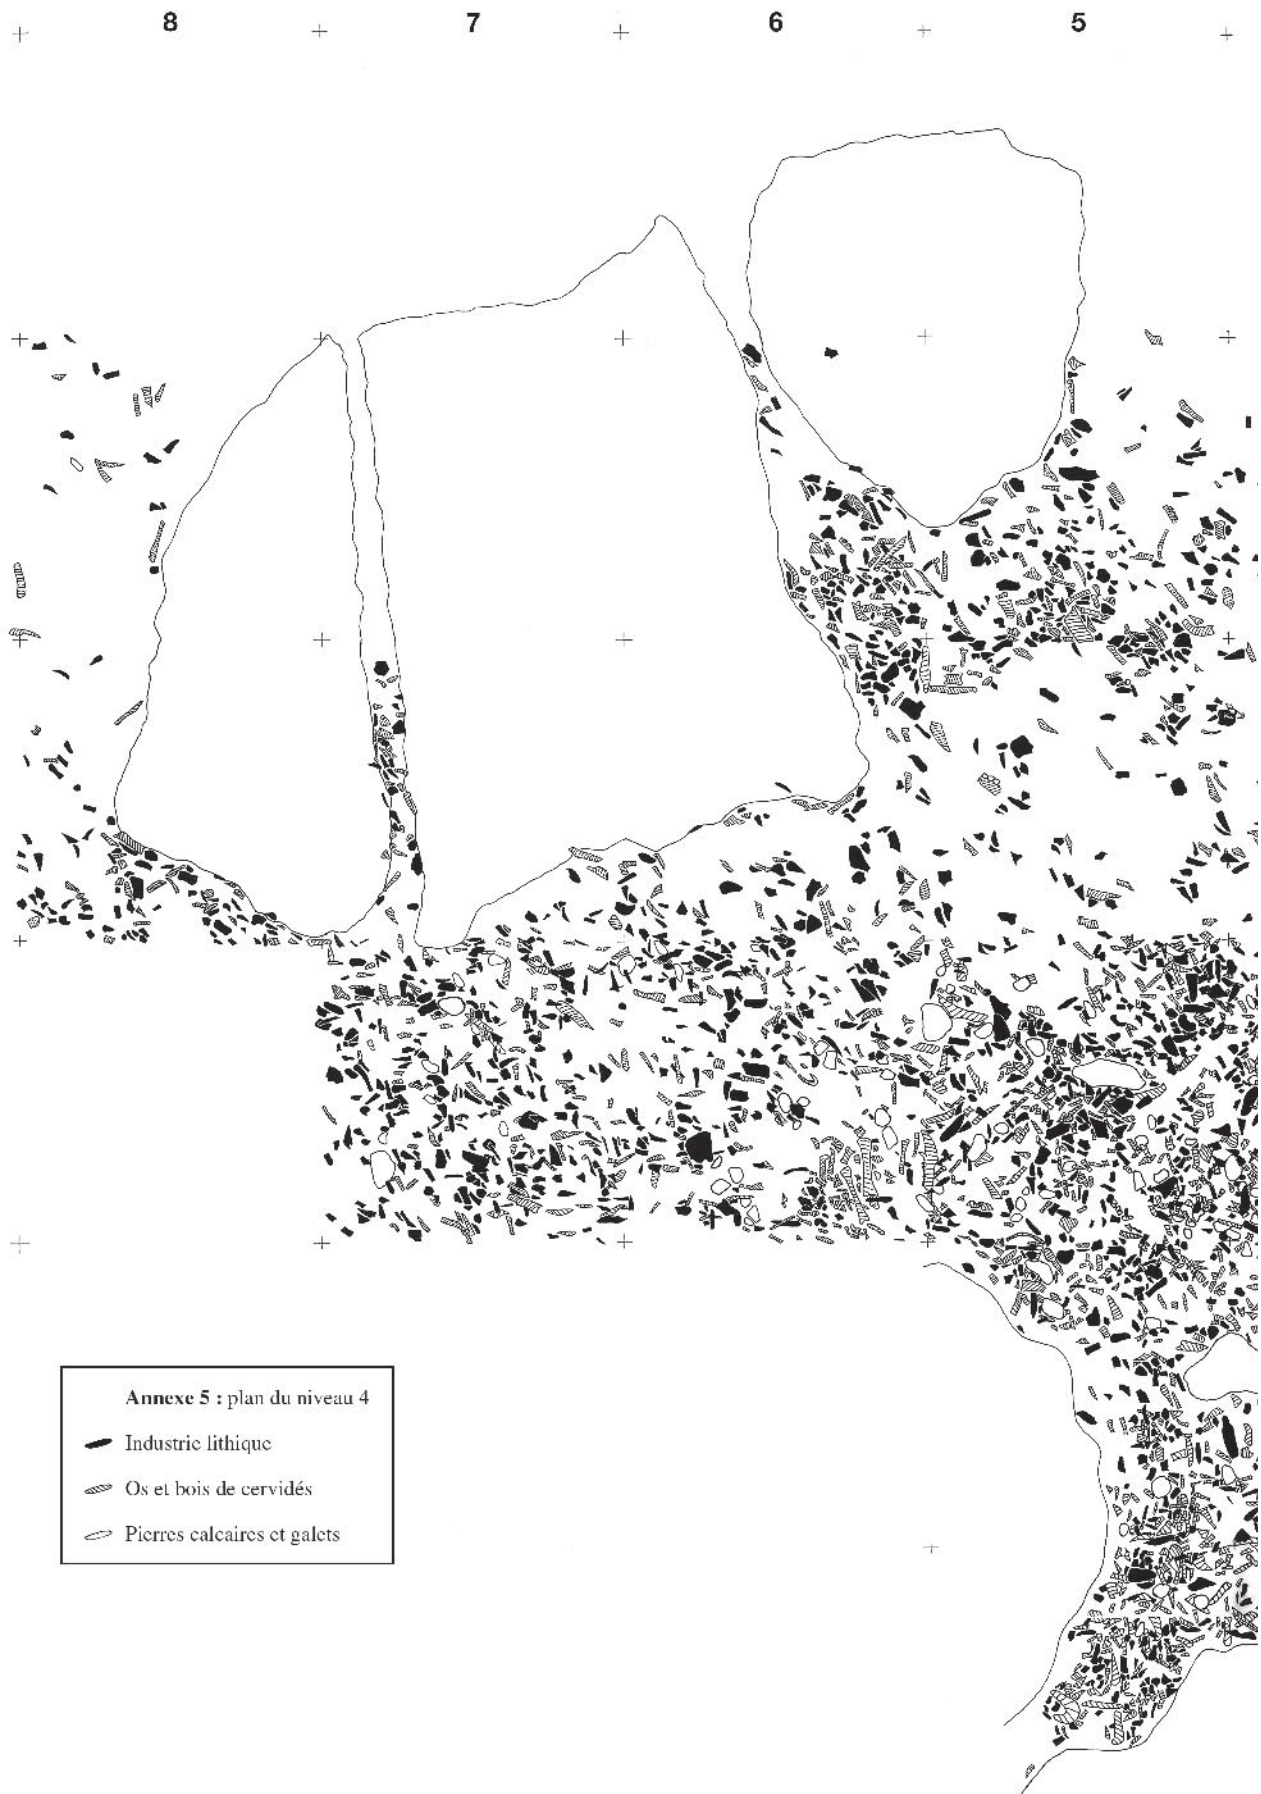 8 7 6 5
Annexe 5 : plan du niveau 4
Industrie lithique
Os et bois de cervidés
Pierres calcaires et galets